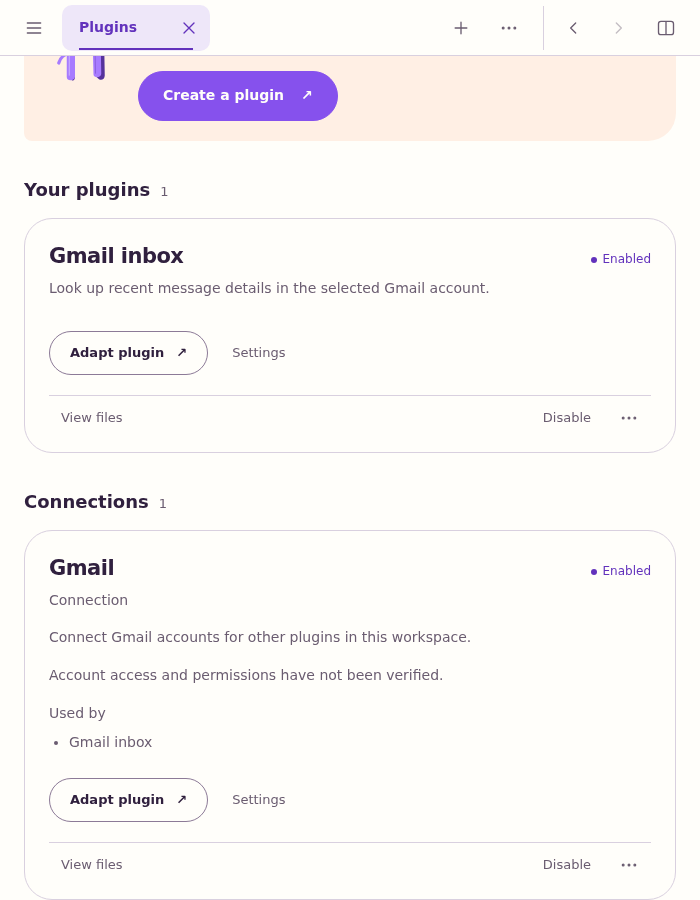 Plugins
Create a plugin ↗
Your plugins 1
Gmail inbox
Enabled
Look up recent message details in the selected Gmail account.
Adapt plugin ↗
Settings
View files
Disable
Connections 1
Gmail
Enabled
Connection
Connect Gmail accounts for other plugins in this workspace.
Account access and permissions have not been verified.
Used by
• Gmail inbox
Adapt plugin ↗
Settings
View files
Disable